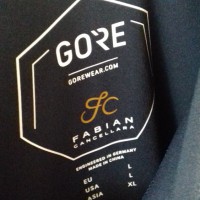 GORE
GOREWEAR.COM
FC
FABIAN
CANCELLARA
ENGINEERED IN GERMANY
MADE IN CHINA
EU L
USA L
ASIA XL